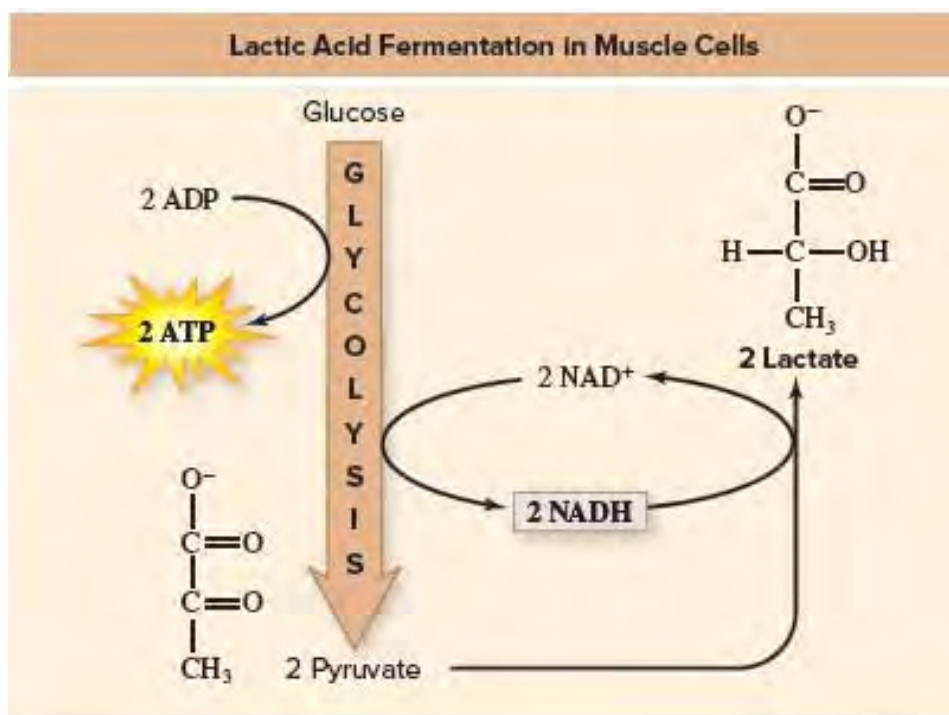 Lactic Acid Fermentation in Muscle Cells
Glucose
GLYCOLYSIS
2 ADP
2 ATP
2 NAD⁺
2 NADH
O⁻
C=O
C=O
CH₃
2 Pyruvate
O⁻
C=O
H—C—OH
CH₃
2 Lactate